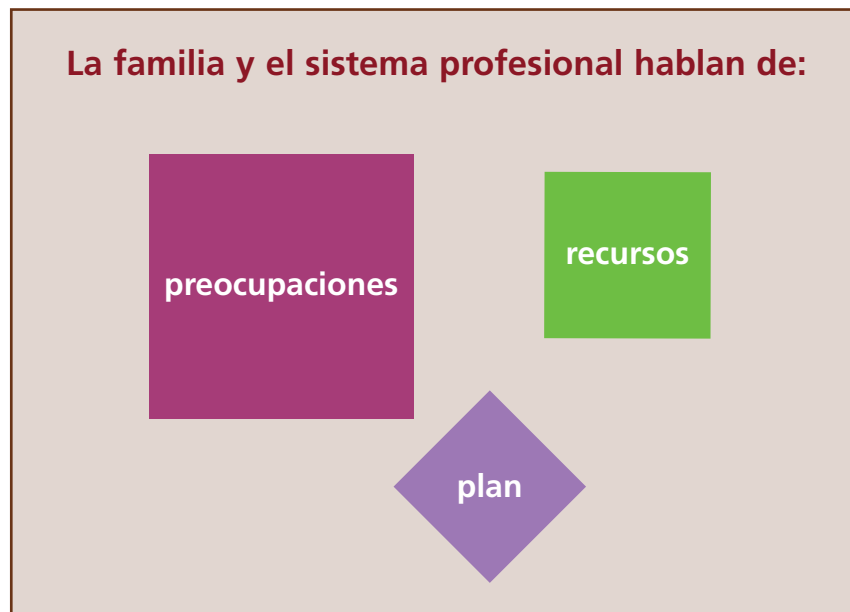 La familia y el sistema profesional hablan de:
recursos
preocupaciones
plan